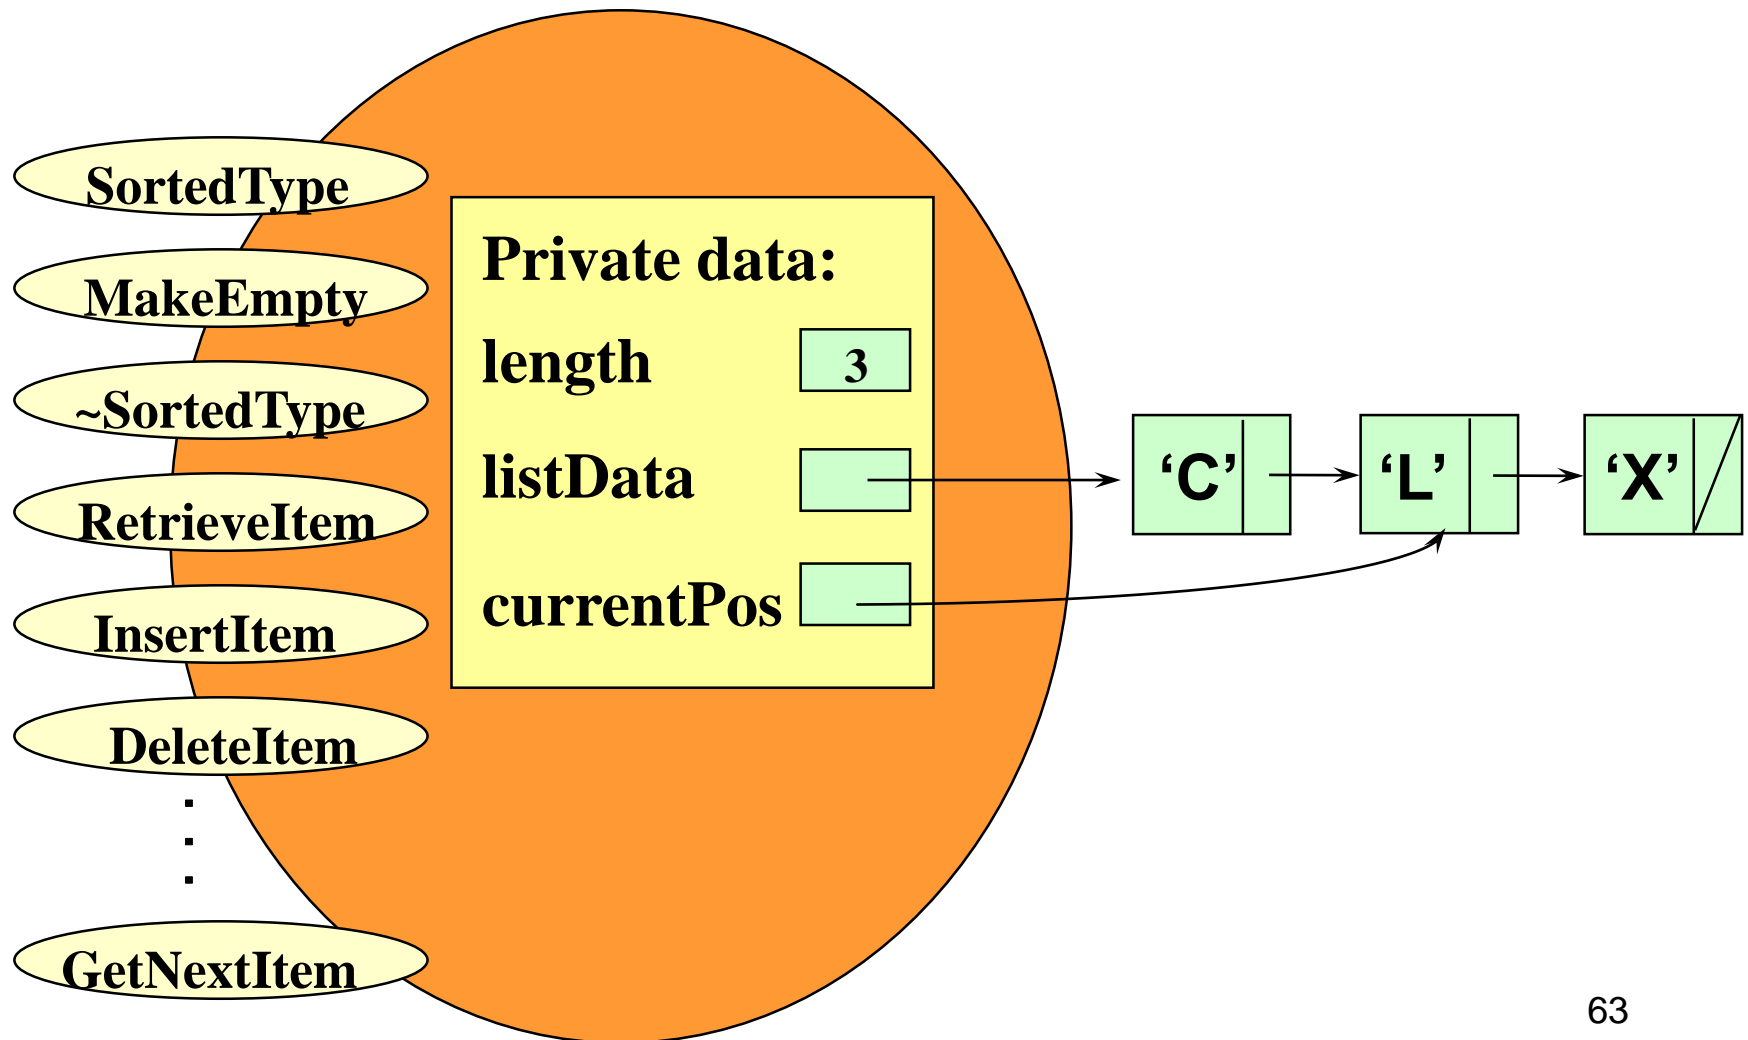 SortedType
MakeEmpty
~SortedType
RetrieveItem
InsertItem
DeleteItem
.
.
.
GetNextItem
Private data:
length 3
listData
currentPos
‘C’ ‘L’ ‘X’
63